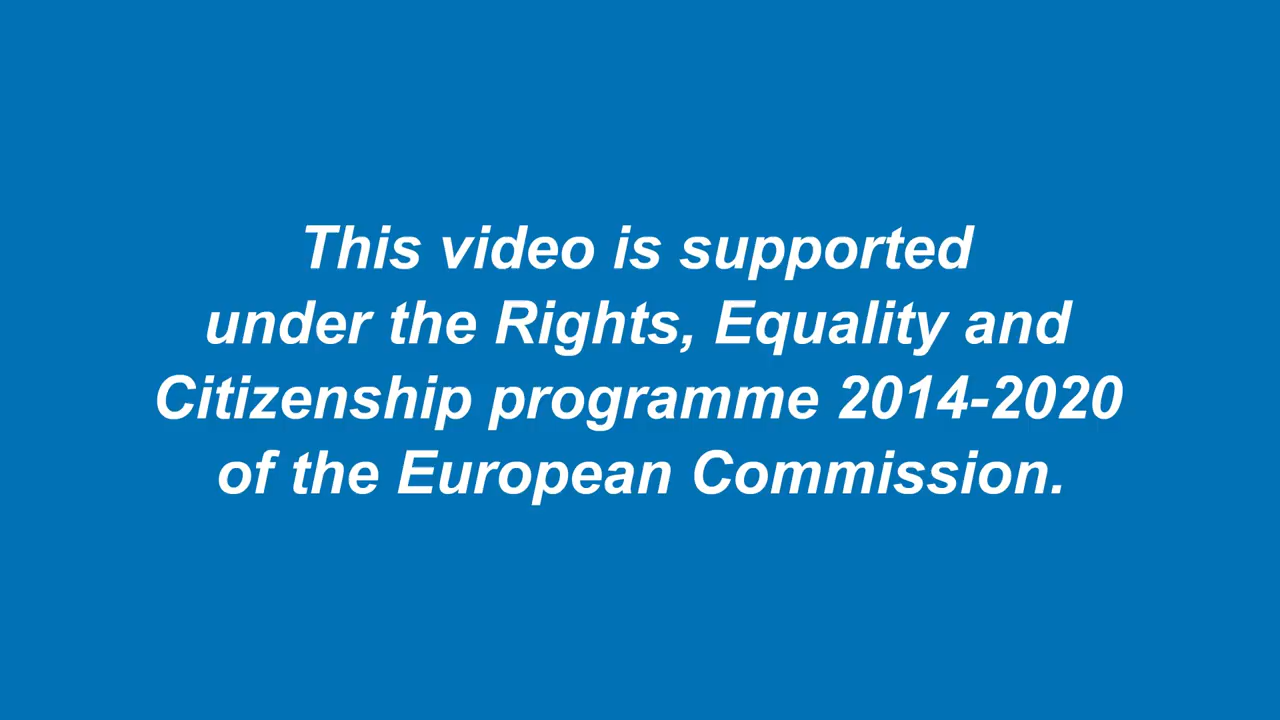 This video is supported
under the Rights, Equality and
Citizenship programme 2014-2020
of the European Commission.